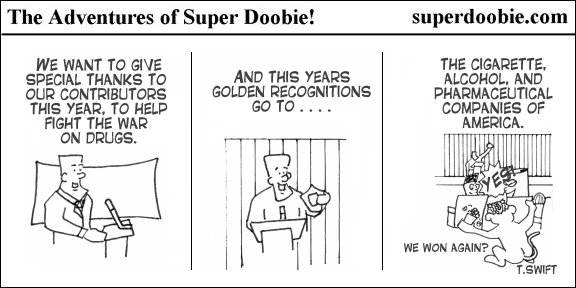 The Adventures of Super Doobie!
superdoobie.com
WE WANT TO GIVE
SPECIAL THANKS TO
OUR CONTRIBUTORS
THIS YEAR, TO HELP
FIGHT THE WAR
ON DRUGS.
AND THIS YEARS
GOLDEN RECOGNITIONS
GO TO . . . .
THE CIGARETTE,
ALCOHOL, AND
PHARMACEUTICAL
COMPANIES OF
AMERICA.
YES!
WE WON AGAIN?
T.SWIFT